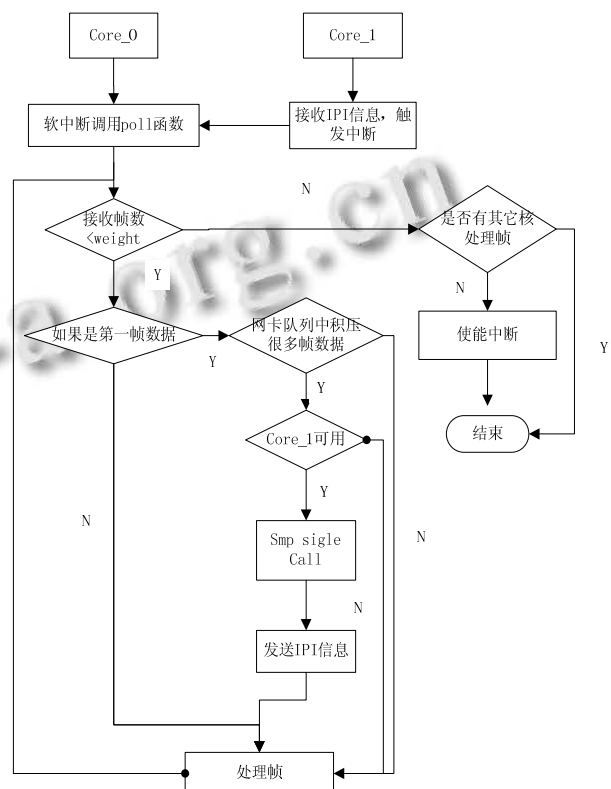 Core_0
Core_1
软中断调用poll函数
接收IPI信息，触
发中断
N
接收帧数
<weight
是否有其它核
处理帧
Y
N
如果是第一帧数据
Y
网卡队列中积压
很多帧数据
使能中断
Y
Y
Core_1可用
结束
Y
N
Smp sigle
Call
N
N
发送IPI信息
处理帧
a.org.cn